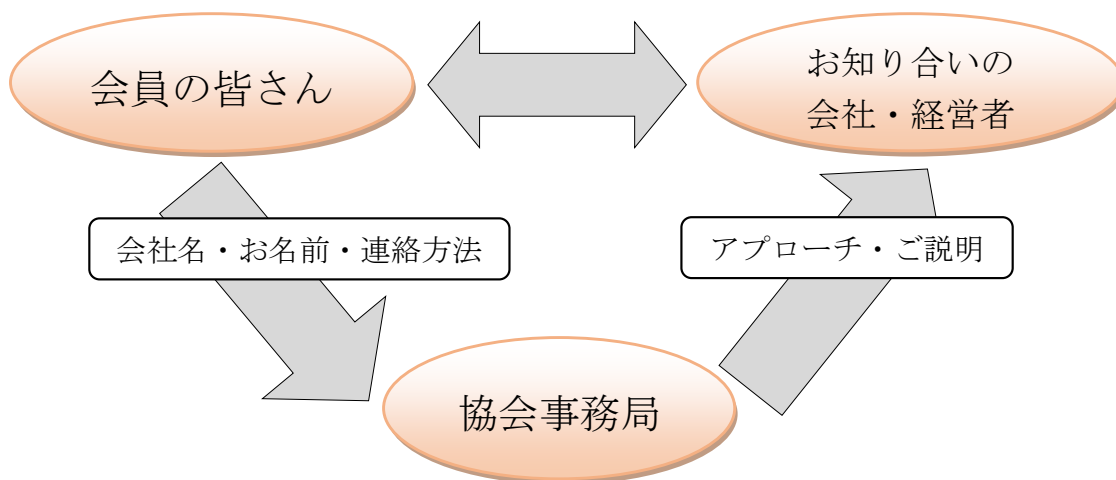 会員の皆さん
お知り合いの
会社・経営者
会社名・お名前・連絡方法
アプローチ・ご説明
協会事務局